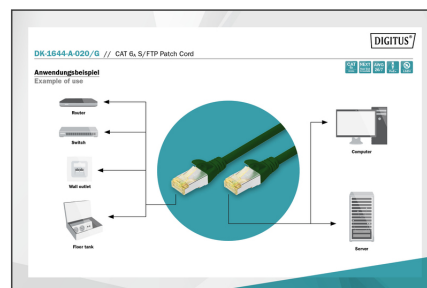 DIGITUS®
DK-1644-A-020/G // CAT 6A S/FTP Patch Cord
Anwendungsbeispiel
Example of use
Router
Switch
Wall outlet
Floor tank
Computer
Server